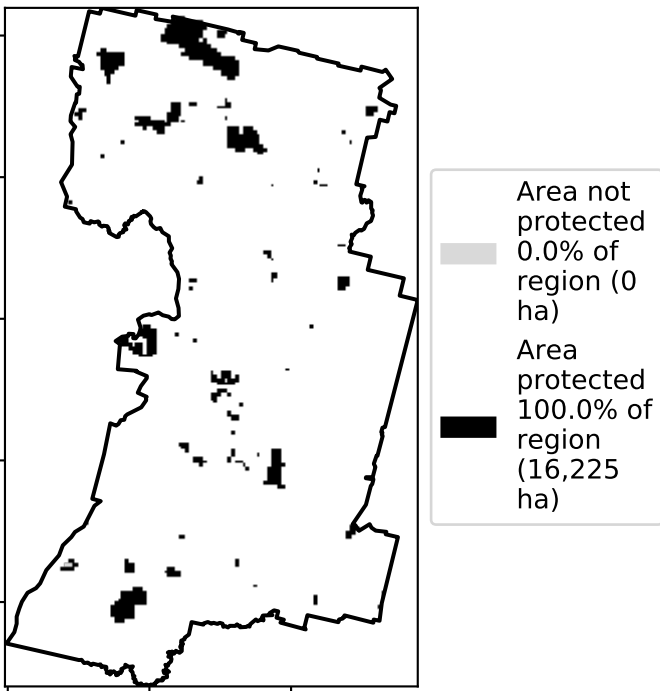 Area not
protected
0.0% of
region (0
ha)
Area
protected
100.0% of
region
(16,225
ha)